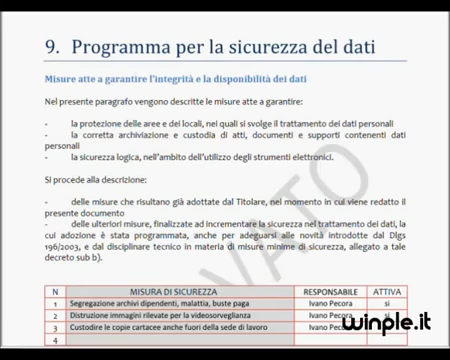 9. Programma per la sicurezza del dati
Misure atte a garantire l'integrità e la disponibilità dei dati
Nel presente paragrafo vengono descritte le misure atte a garantire:
- la protezione delle aree e dei locali, nei quali si svolge il trattamento dei dati personali
- la corretta archiviazione e custodia di atti, documenti e supporti contenenti dati
personali
- la sicurezza logica, nell'ambito dell'utilizzo degli strumenti elettronici.
Si procede alla descrizione:
- delle misure che risultano già adottate dal Titolare, nel momento in cui viene redatto il
presente documento
- delle ulteriori misure, finalizzate ad incrementare la sicurezza nel trattamento dei dati, la
cui adozione è stata programmata, anche per adeguarsi alle novità introdotte dal Dlgs
196/2003, e dal disciplinare tecnico in materia di misure minime di sicurezza, allegato a tale
decreto sub b).
N MISURA DI SICUREZZA RESPONSABILE ATTIVA
1 Segregazione archivi dipendenti, malattia, buste paga Ivano Pecora si
2 Distruzione immagini rilevate per la videosorveglianza Ivano Pecora si
3 Custodire le copie cartacee anche fuori della sede di lavoro Ivano Pecora
4
VATO
winple.it